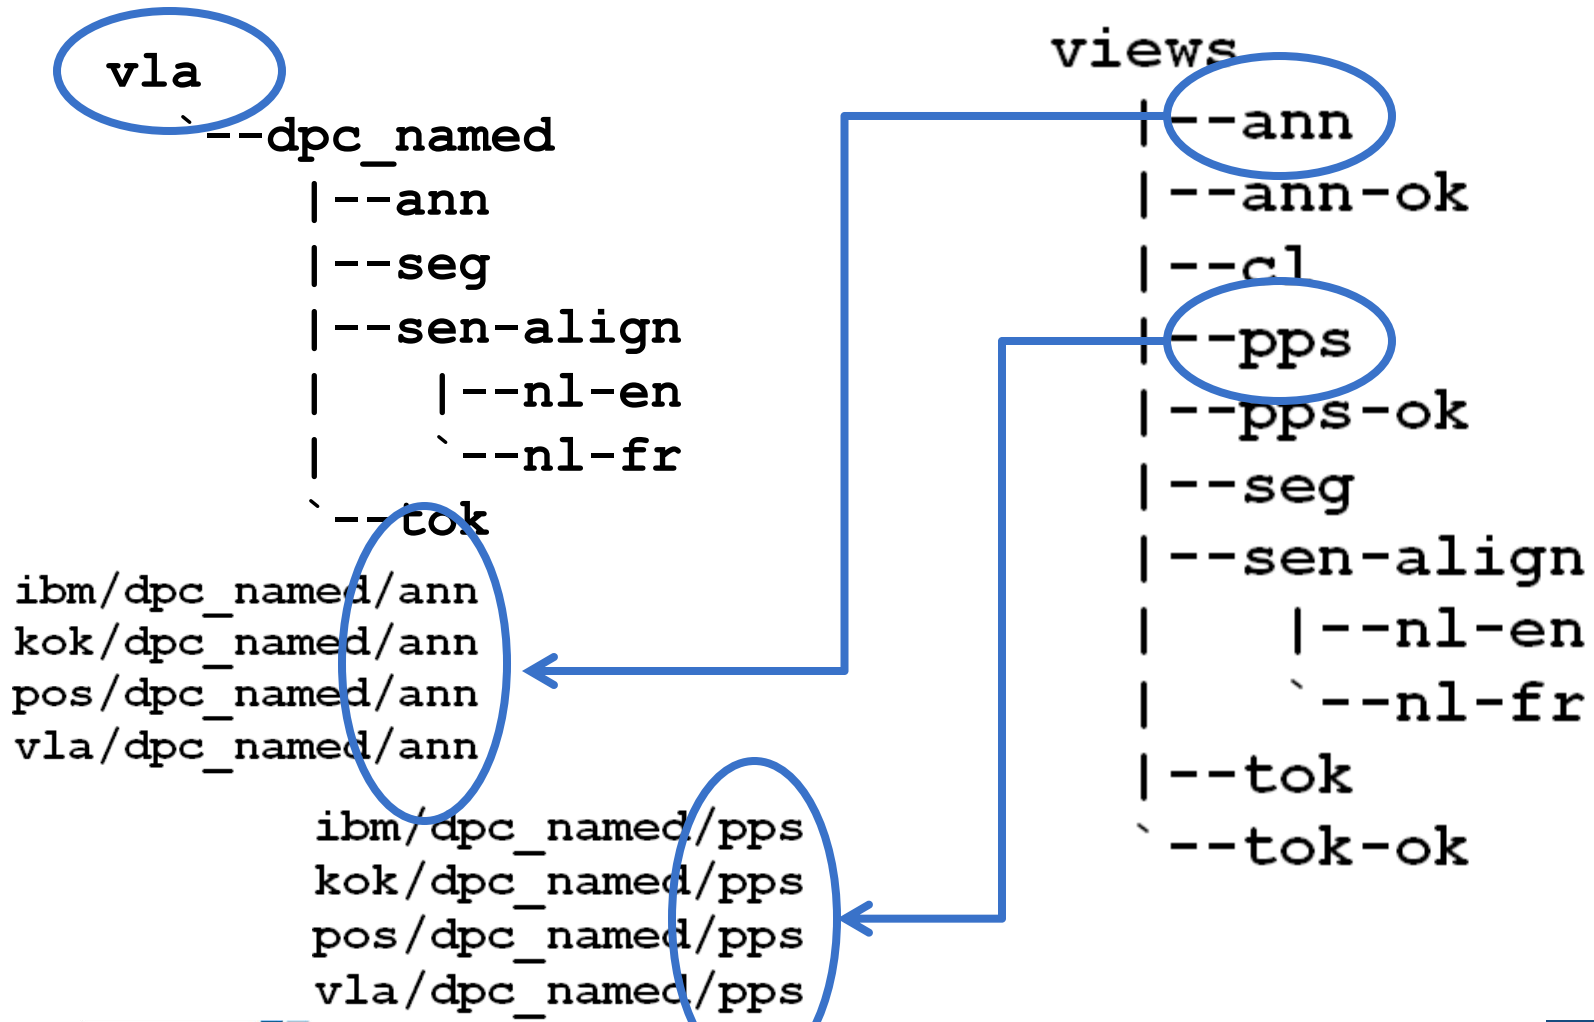 vla
`--dpc_named
|--ann
|--seg
|--sen-align
|   |--nl-en
|   `--nl-fr
`--tok
ibm/dpc_named/ann
kok/dpc_named/ann
pos/dpc_named/ann
vla/dpc_named/ann
ibm/dpc_named/pps
kok/dpc_named/pps
pos/dpc_named/pps
vla/dpc_named/pps
views
|--ann
|--ann-ok
|--cl
|--pps
|--pps-ok
|--seg
|--sen-align
|   |--nl-en
|   `--nl-fr
|--tok
`--tok-ok